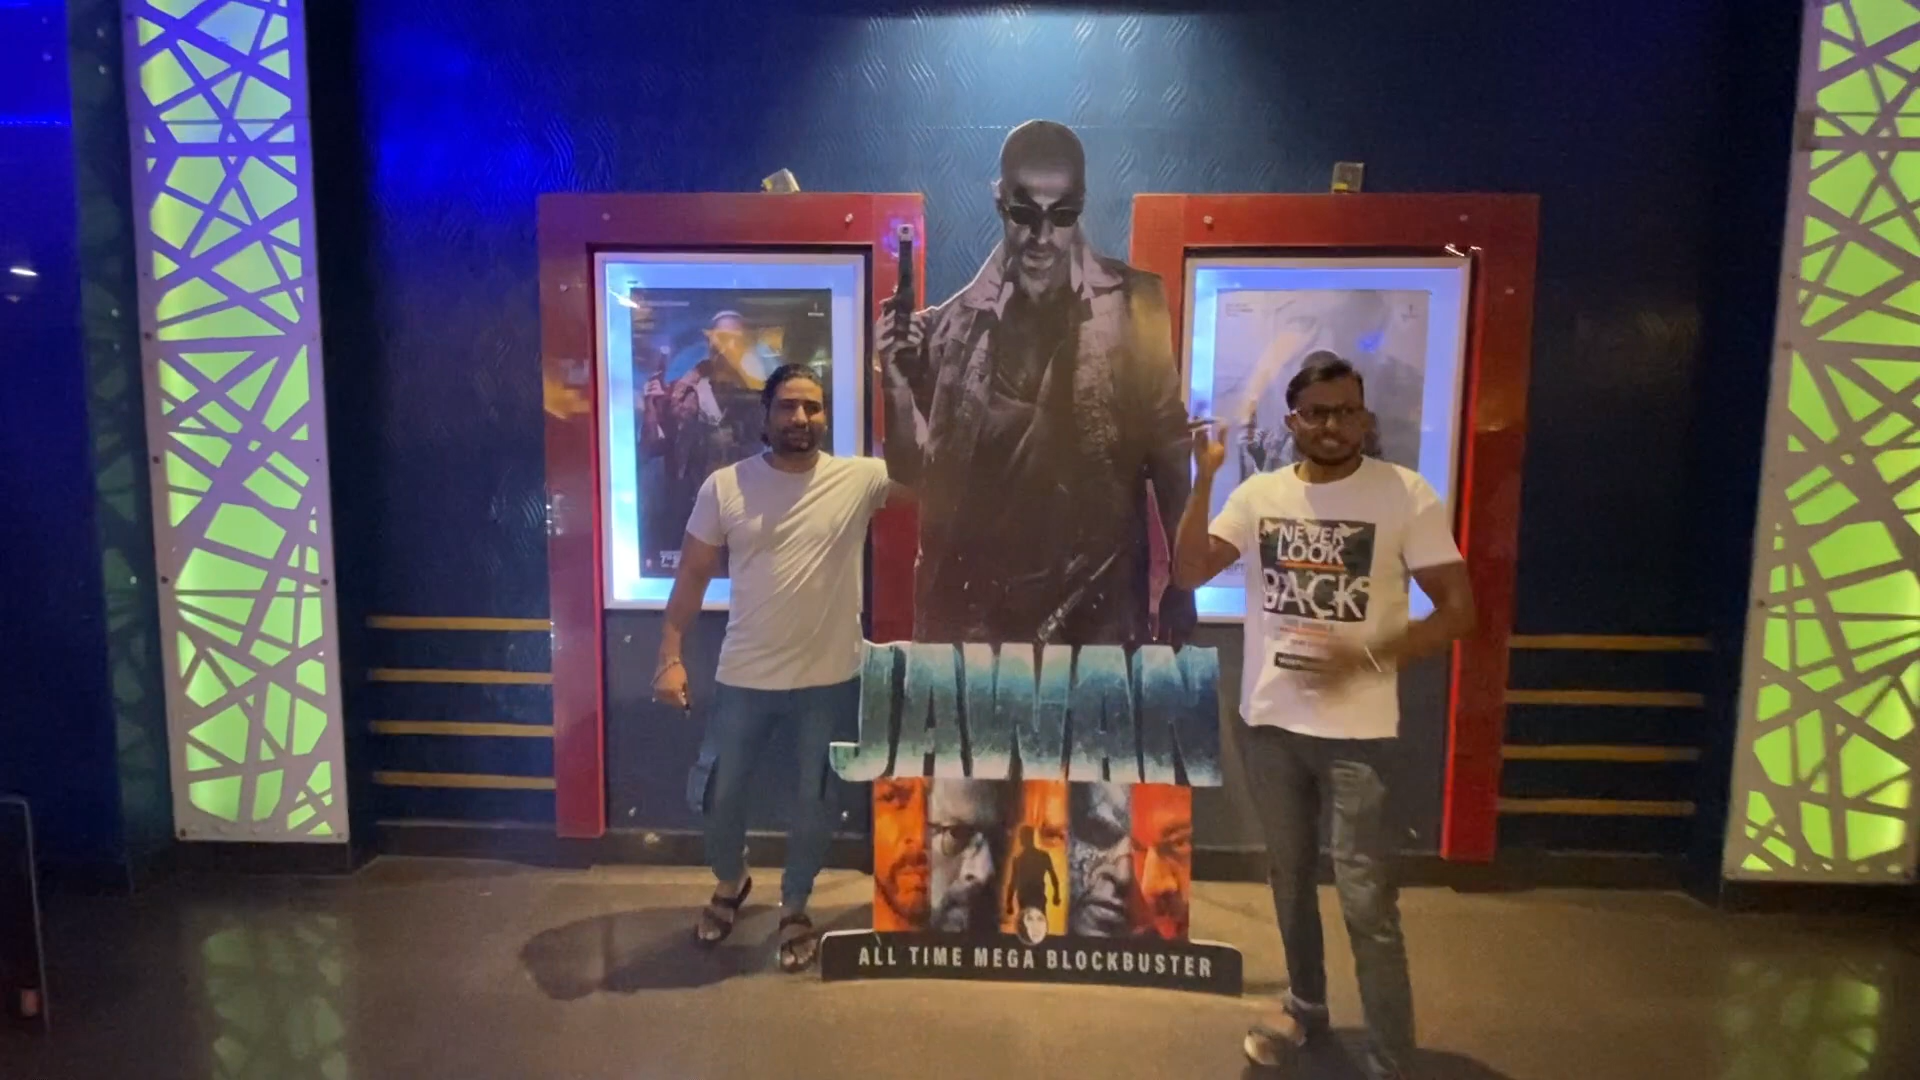 NEVER
LOOK
BACK
JAWAN
ALL TIME MEGA BLOCKBUSTER